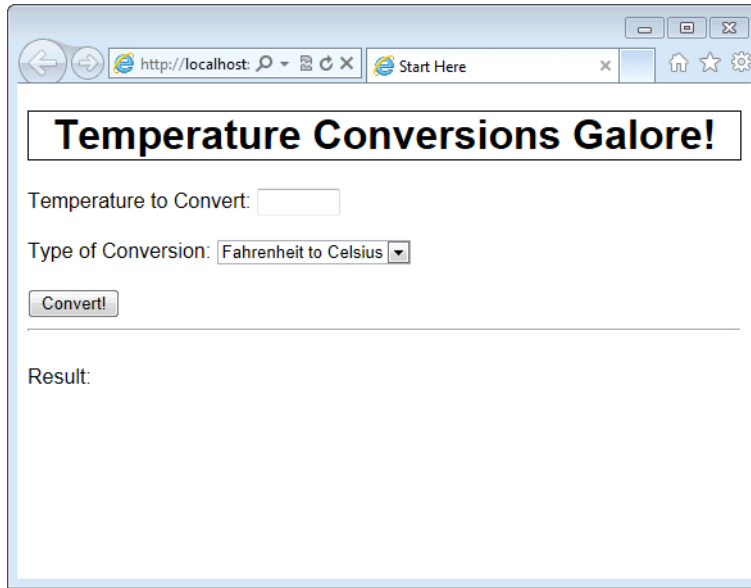 http://localhost:
Start Here
Temperature Conversions Galore!
Temperature to Convert:
Type of Conversion: Fahrenheit to Celsius
Convert!
Result: